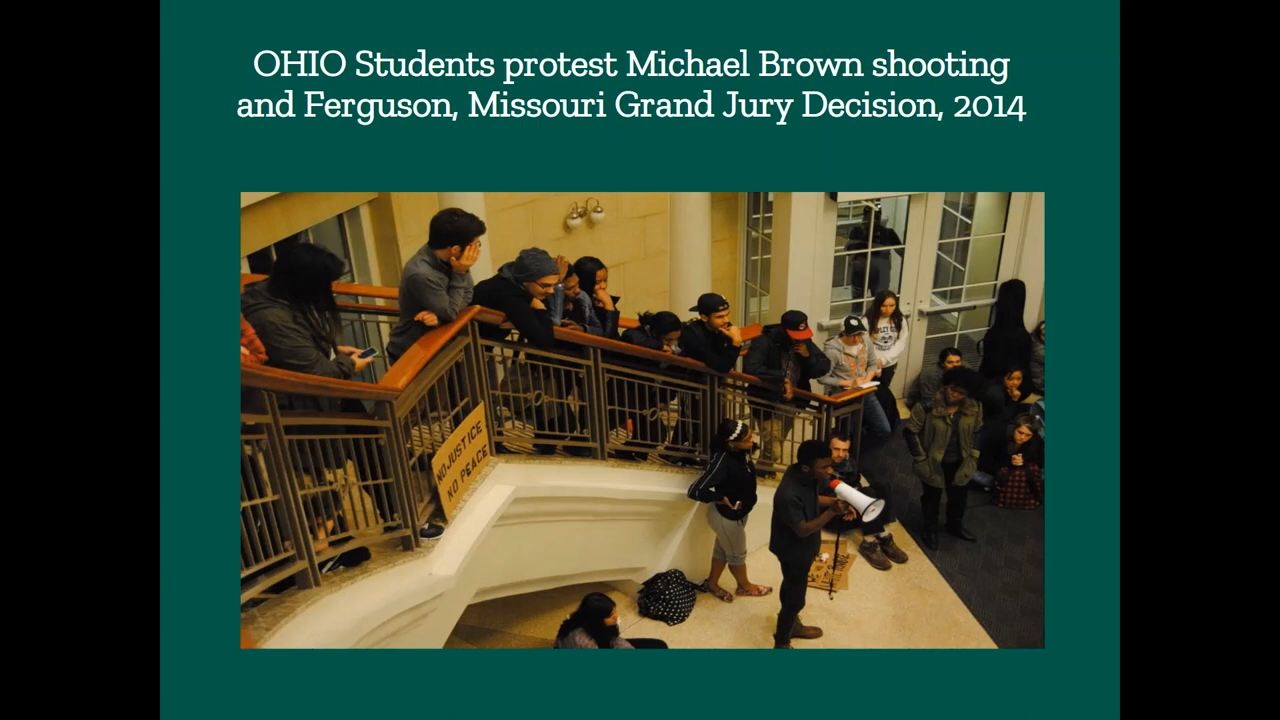 OHIO Students protest Michael Brown shooting
and Ferguson, Missouri Grand Jury Decision, 2014
NO JUSTICE
NO PEACE